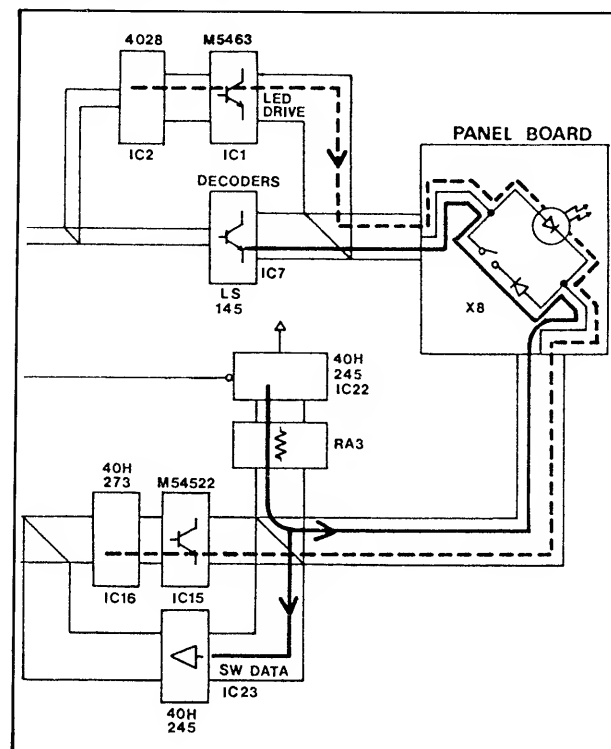 4028
M5463
LED
DRIVE
IC2
IC1
PANEL BOARD
DECODERS
IC7
LS
145
X8
40H
245
IC22
RA3
40H
273
M54522
IC16
IC15
SW DATA
IC23
40H
245